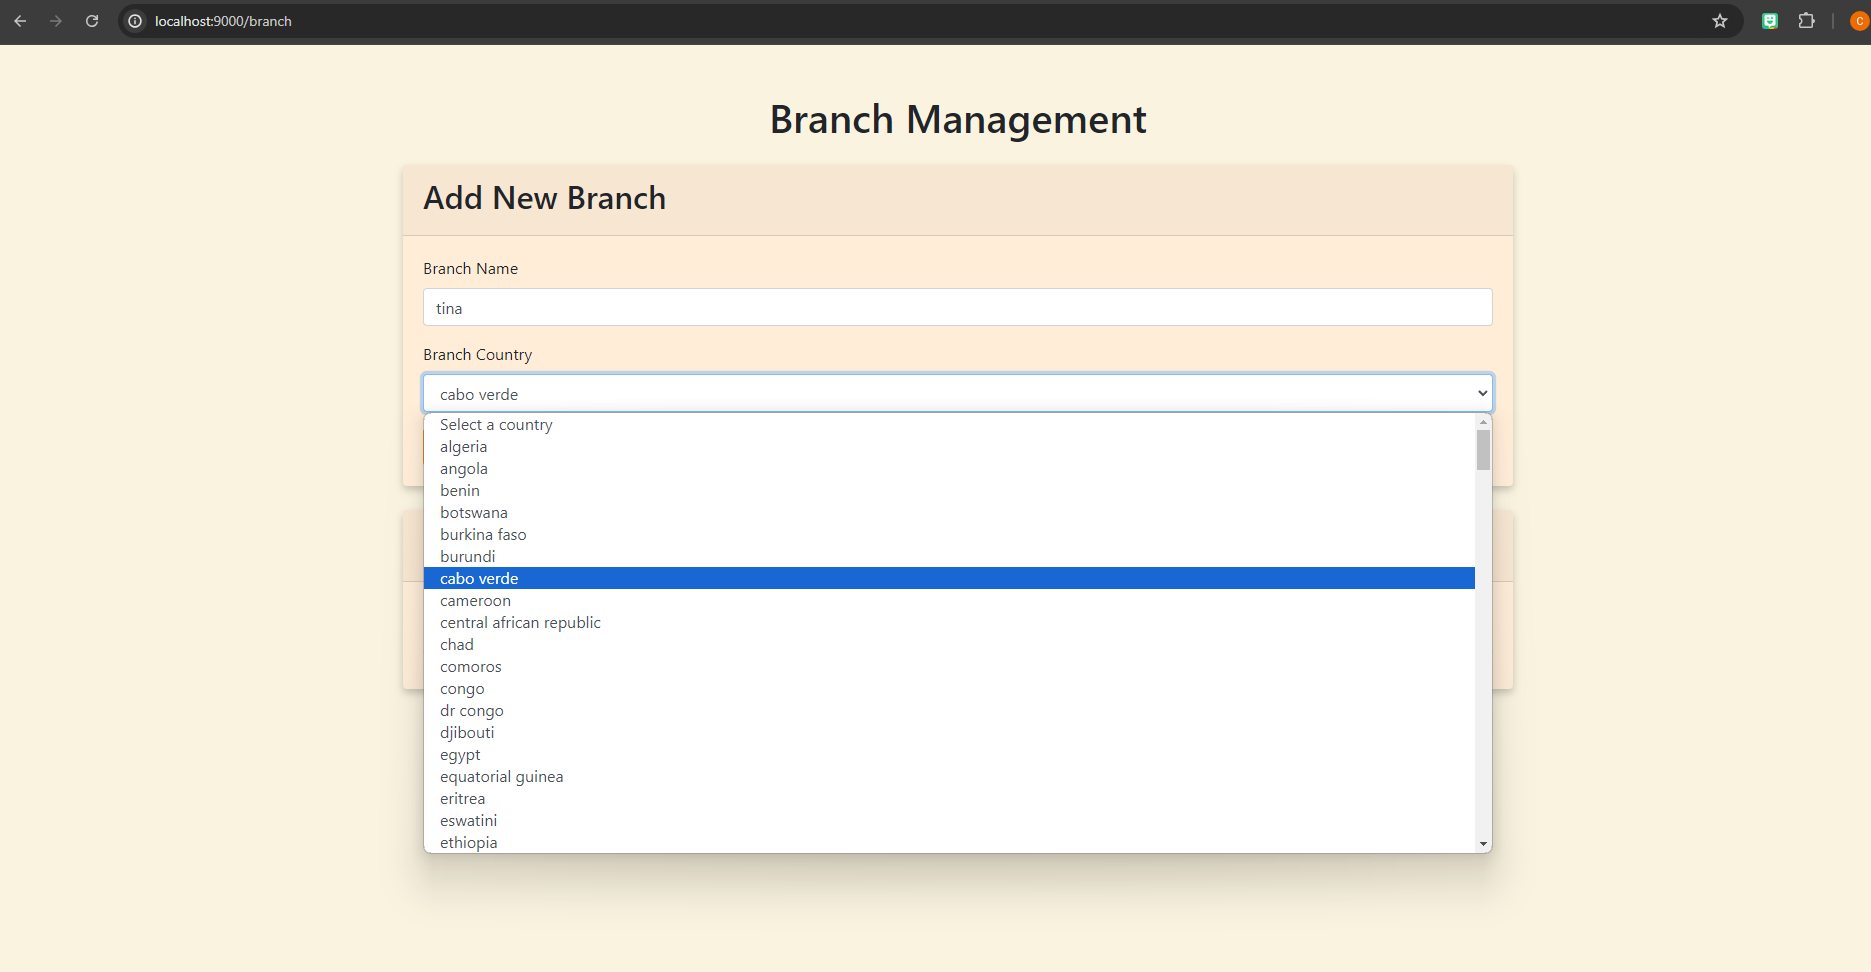 localhost:9000/branch
C
Branch Management
Add New Branch
Branch Name
tina
Branch Country
cabo verde
Select a country
algeria
angola
benin
botswana
burkina faso
burundi
cabo verde
cameroon
central african republic
chad
comoros
congo
dr congo
djibouti
egypt
equatorial guinea
eritrea
eswatini
ethiopia